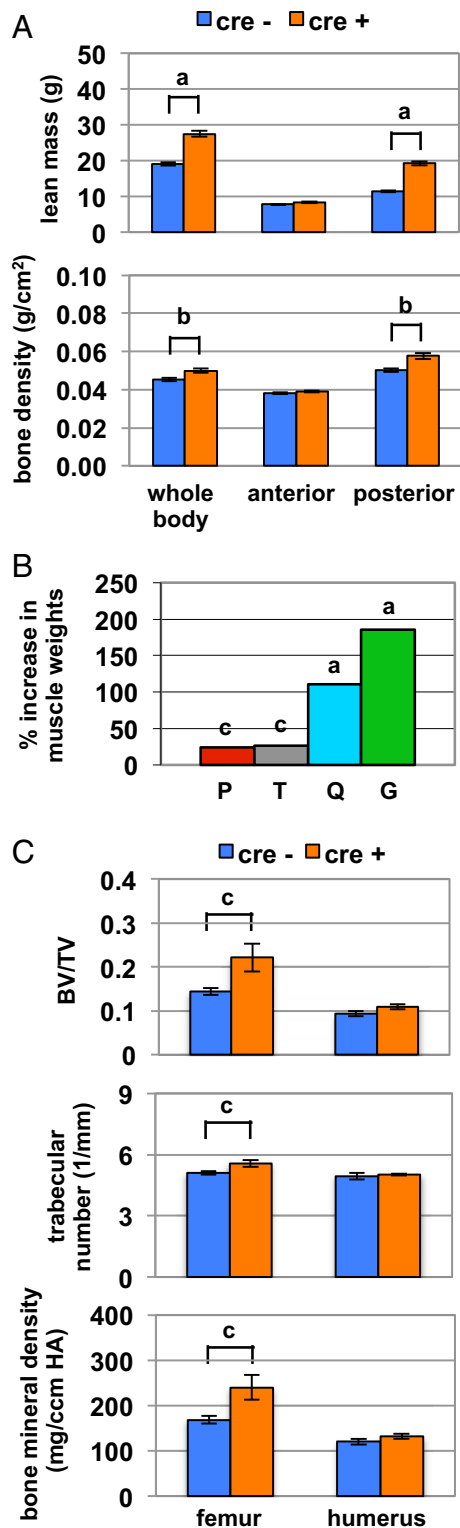 A
cre - cre +
lean mass (g)
50
40
30
20
10
0
a
a
bone density (g/cm²)
0.10
0.08
0.06
0.04
0.02
0.00
b
b
whole body
anterior
posterior
B
% increase in
muscle weights
200
150
100
50
0
c
c
a
a
P T Q G
C
cre - cre +
BV/TV
0.4
0.3
0.2
0.1
0
c
trabecular
number (1/mm)
9
6
3
0
c
bone mineral density
(mg/ccm HA)
400
300
200
100
0
c
femur humerus